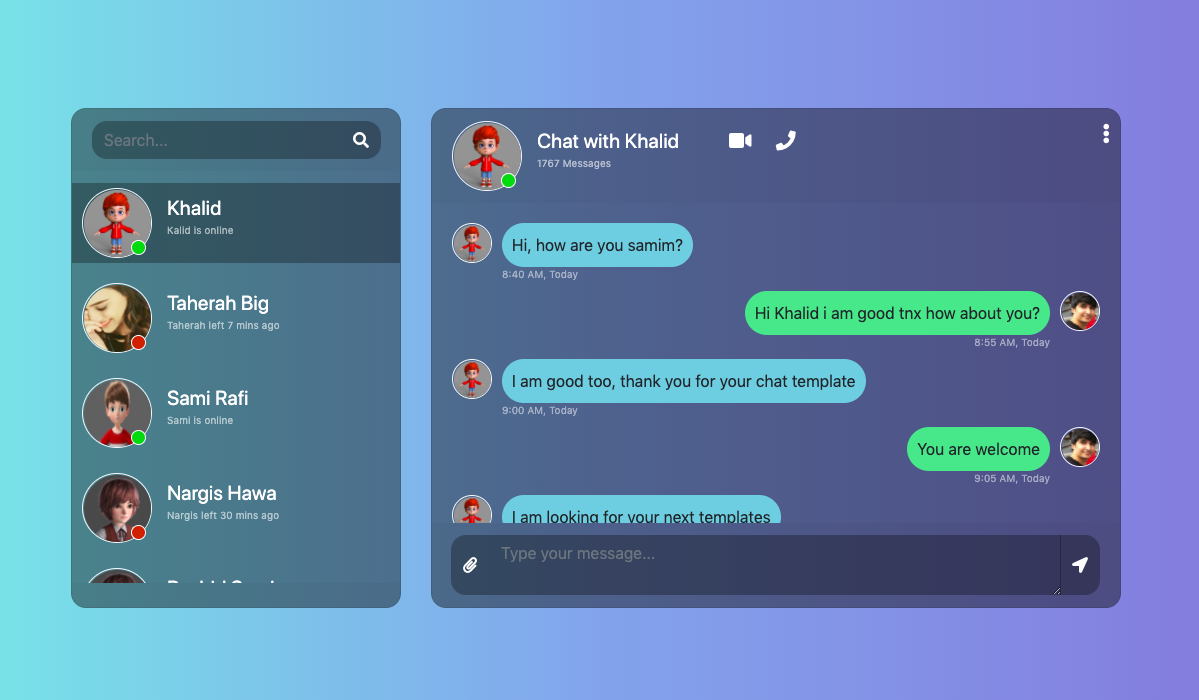 Search...
Khalid
Kalid is online
Taherah Big
Taherah left 7 mins ago
Sami Rafi
Sami is online
Nargis Hawa
Nargis left 30 mins ago
Chat with Khalid
1767 Messages
Hi, how are you samim?
8:40 AM, Today
Hi Khalid i am good tnx how about you?
8:55 AM, Today
I am good too, thank you for your chat template
9:00 AM, Today
You are welcome
9:05 AM, Today
I am looking for your next templates
Type your message...